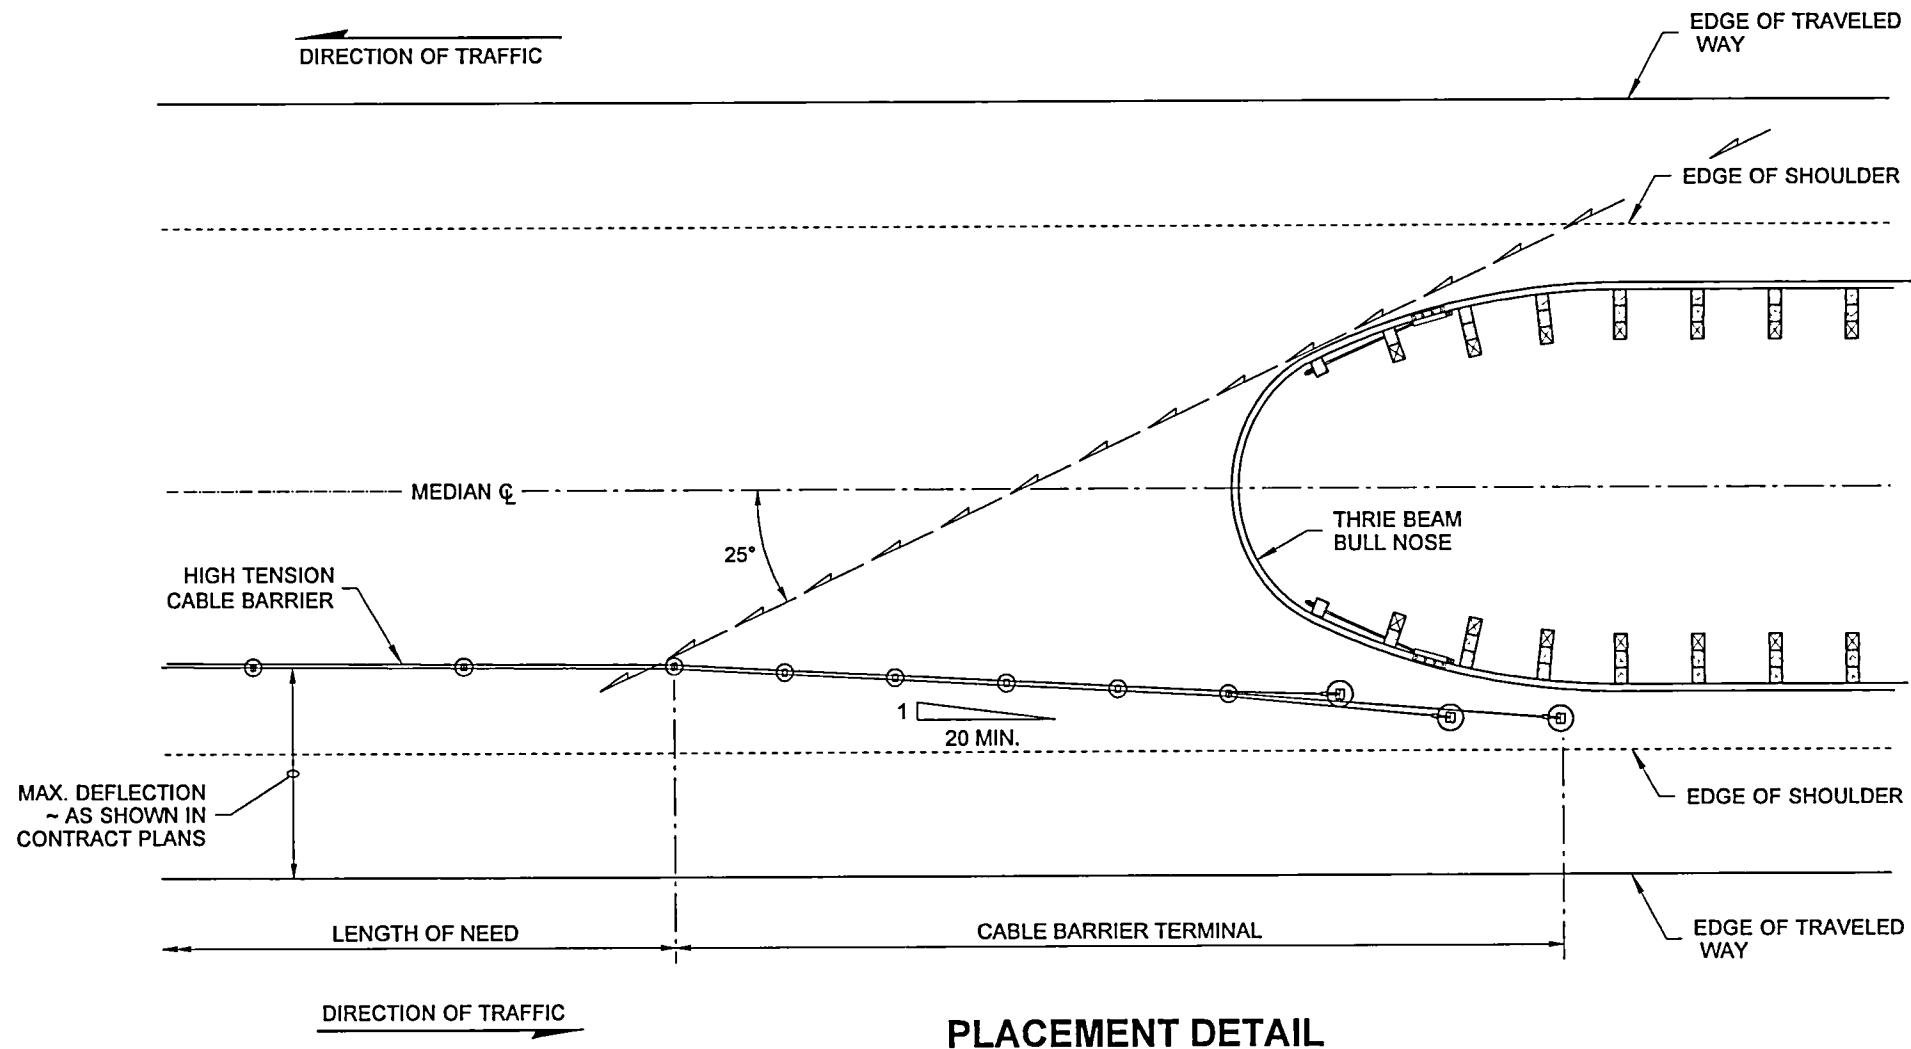 EDGE OF TRAVELED
WAY
DIRECTION OF TRAFFIC
EDGE OF SHOULDER
MEDIAN ℄
THRIE BEAM
BULL NOSE
25°
HIGH TENSION
CABLE BARRIER
1
20 MIN.
MAX. DEFLECTION
~ AS SHOWN IN
CONTRACT PLANS
EDGE OF SHOULDER
LENGTH OF NEED
CABLE BARRIER TERMINAL
EDGE OF TRAVELED
WAY
DIRECTION OF TRAFFIC
PLACEMENT DETAIL